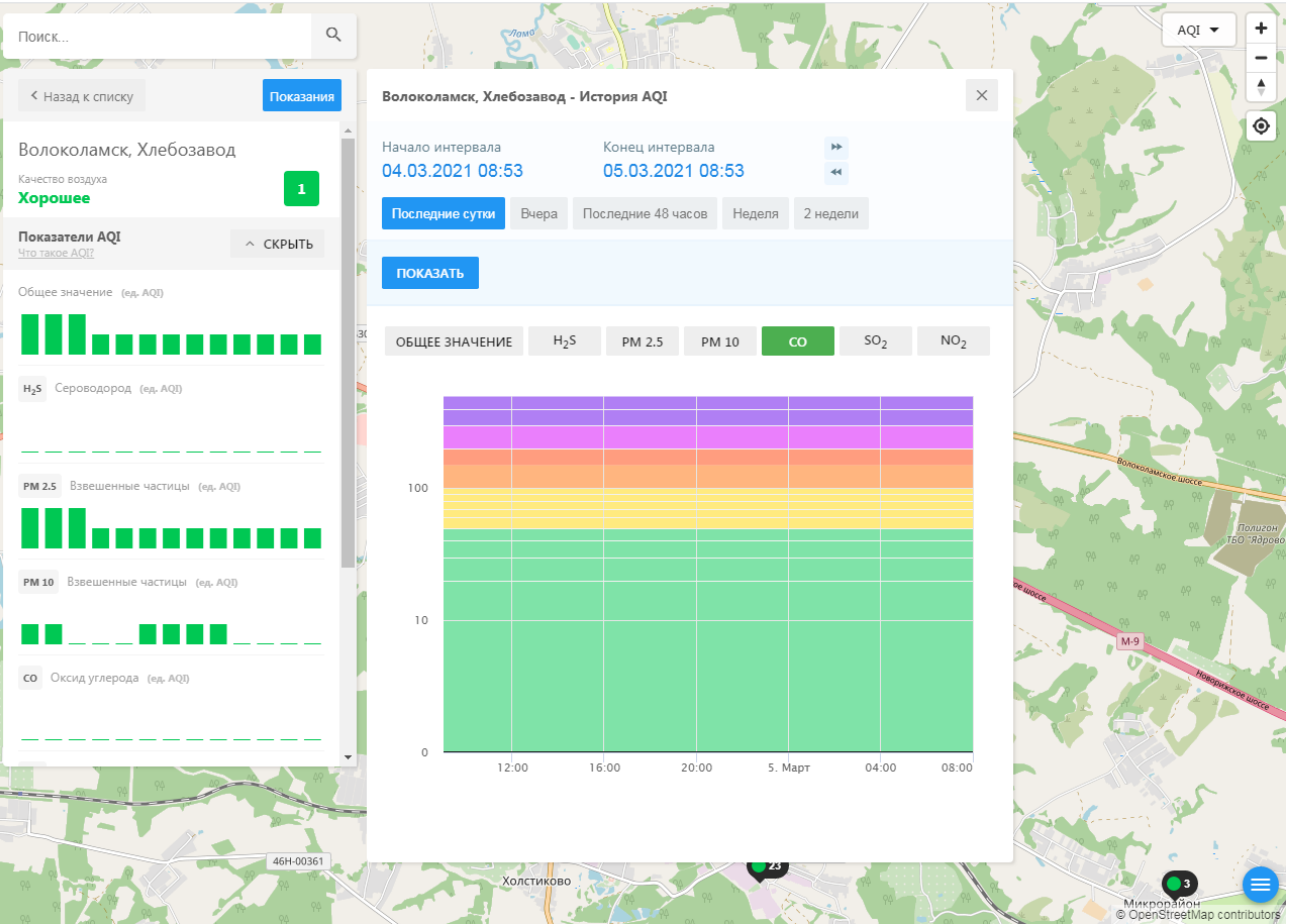 Поиск...
Лама
AQI
Назад к списку
Показания
Волоколамск, Хлебозавод
Качество воздуха
Хорошее
1
Показатели AQI
Что такое AQI?
СКРЫТЬ
Общее значение (ед. AQI)
H2S Сероводород (ед. AQI)
PM 2.5 Взвешенные частицы (ед. AQI)
PM 10 Взвешенные частицы (ед. AQI)
CO Оксид углерода (ед. AQI)
Волоколамск, Хлебозавод - История AQI
Начало интервала
04.03.2021 08:53
Конец интервала
05.03.2021 08:53
Последние сутки
Вчера
Последние 48 часов
Неделя
2 недели
ПОКАЗАТЬ
ОБЩЕЕ ЗНАЧЕНИЕ
H2S
PM 2.5
PM 10
CO
SO2
NO2
100
10
0
12:00
16:00
20:00
5. Март
04:00
08:00
Волоколамское шоссе
Полигон
ТБО "Ядрово
М-9
Новорижское шоссе
46Н-00361
Холстиково
23
3
Микрорайон
© OpenStreetMap contributors